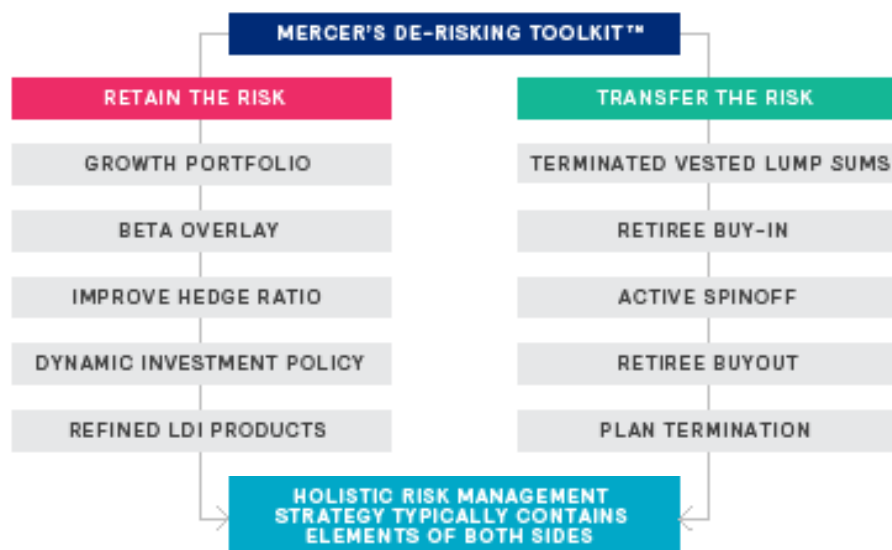 MERCER'S DE-RISKING TOOLKIT™
RETAIN THE RISK
GROWTH PORTFOLIO
BETA OVERLAY
IMPROVE HEDGE RATIO
DYNAMIC INVESTMENT POLICY
REFINED LDI PRODUCTS
TRANSFER THE RISK
TERMINATED VESTED LUMP SUMS
RETIREE BUY-IN
ACTIVE SPINOFF
RETIREE BUYOUT
PLAN TERMINATION
HOLISTIC RISK MANAGEMENT
STRATEGY TYPICALLY CONTAINS
ELEMENTS OF BOTH SIDES